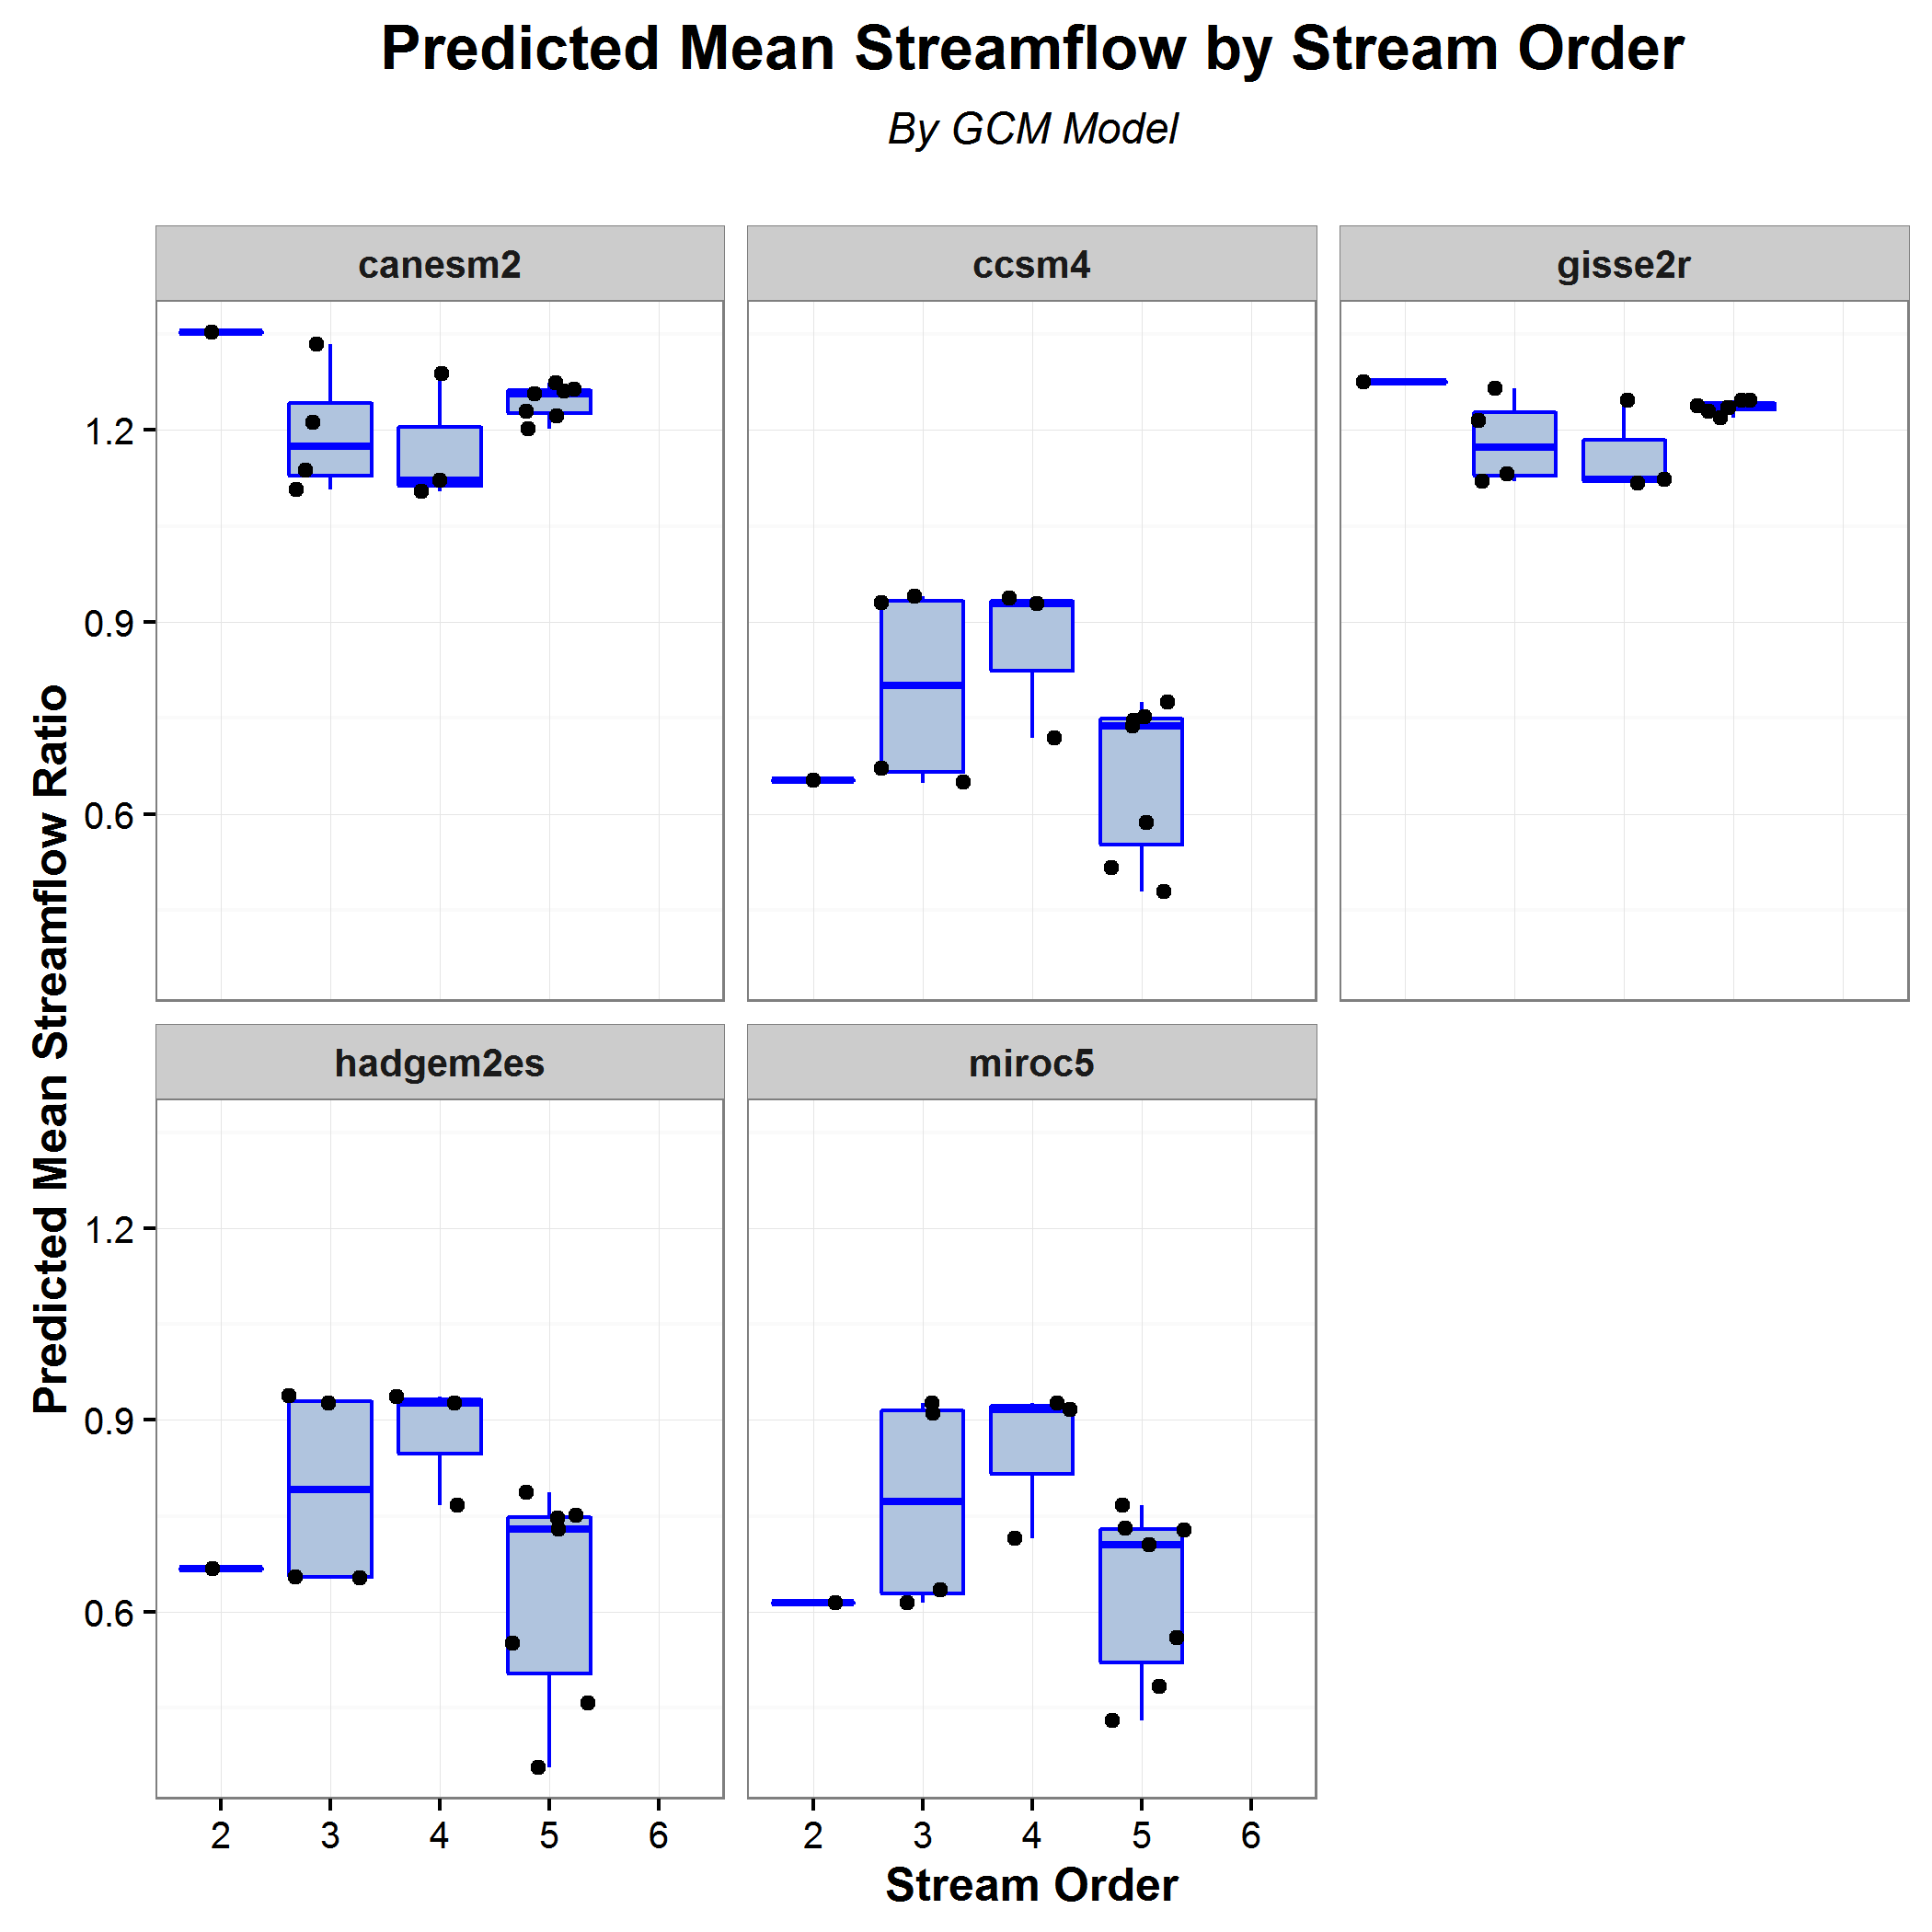 Predicted Mean Streamflow by Stream Order
By GCM Model
canesm2
ccsm4
gisse2r
1.2
0.9
0.6
Predicted Mean Streamflow Ratio
hadgem2es
miroc5
1.2
0.9
0.6
2 3 4 5 6
2 3 4 5 6
Stream Order